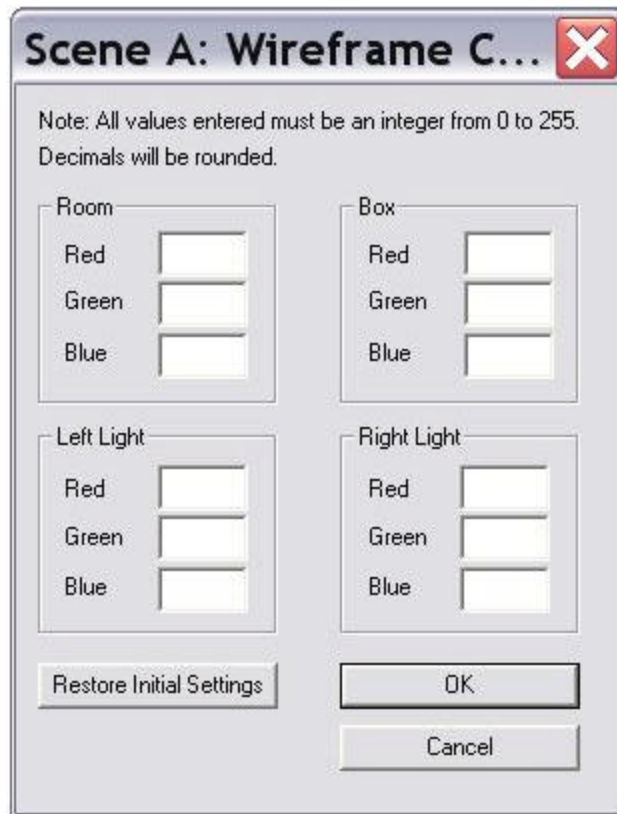 Scene A: Wireframe C...
Note: All values entered must be an integer from 0 to 255.
Decimals will be rounded.
Room
Red
Green
Blue
Box
Red
Green
Blue
Left Light
Red
Green
Blue
Right Light
Red
Green
Blue
Restore Initial Settings
OK
Cancel